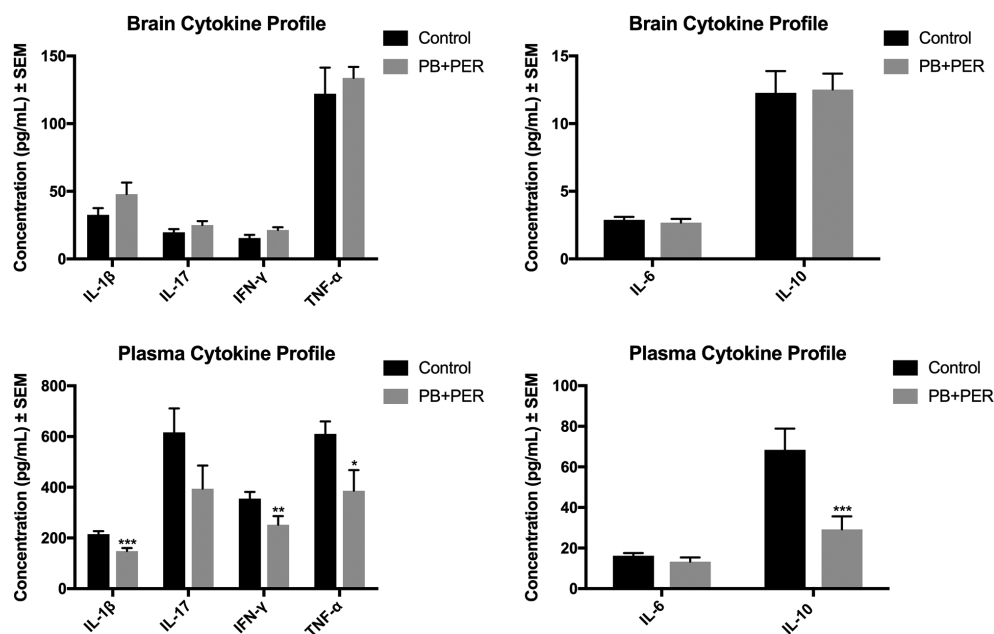 Brain Cytokine Profile
Control
PB+PER
Concentration (pg/mL) ± SEM
150
100
50
0
IL-1β
IL-17
IFN-γ
TNF-α
Brain Cytokine Profile
Control
PB+PER
Concentration (pg/mL) ± SEM
15
10
5
0
IL-6
IL-10
Plasma Cytokine Profile
Control
PB+PER
Concentration (pg/mL) ± SEM
800
600
400
200
0
***
**
*
IL-1β
IL-17
IFN-γ
TNF-α
Plasma Cytokine Profile
Control
PB+PER
Concentration (pg/mL) ± SEM
100
80
60
40
20
0
***
IL-6
IL-10